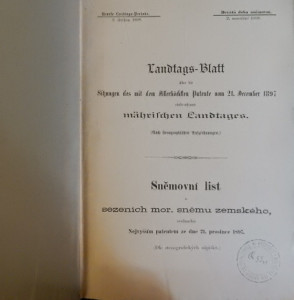 Landtags-Blatt
über die
Sitzungen des mit dem Allerhöchsten Patente vom 21. December 1897
einberufenen
mährischen Landtages.
(Nach stenographischen Aufzeichnungen.)
Sněmovní list
o
sezeních mor. sněmu zemského,
svolaného
Nejvyšším patentem ze dne 21. prosince 1897.
(Dle stenografických zápisků.)